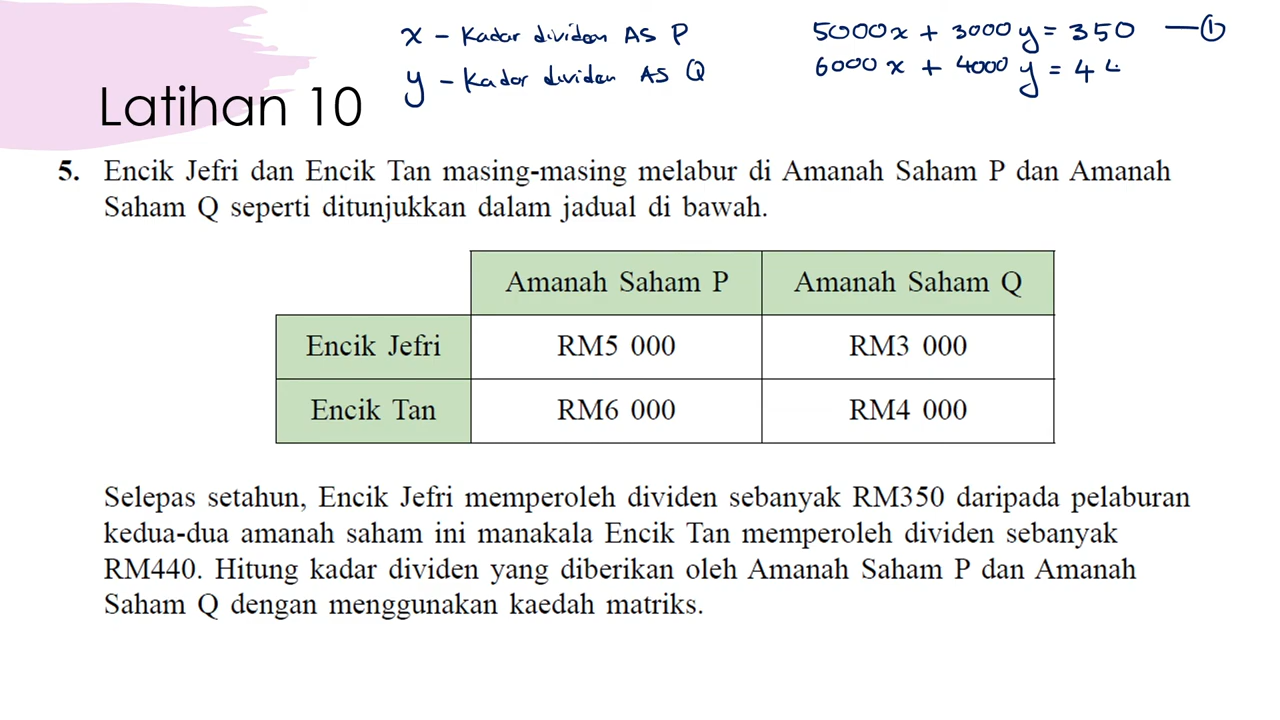 x – Kadar dividen AS P
5000x + 3000y = 350 —①
y – Kadar dividen AS Q
6000x + 4000y = 44
Latihan 10
5. Encik Jefri dan Encik Tan masing-masing melabur di Amanah Saham P dan Amanah
Saham Q seperti ditunjukkan dalam jadual di bawah.
Amanah Saham P Amanah Saham Q
Encik Jefri RM5 000 RM3 000
Encik Tan RM6 000 RM4 000
Selepas setahun, Encik Jefri memperoleh dividen sebanyak RM350 daripada pelaburan
kedua-dua amanah saham ini manakala Encik Tan memperoleh dividen sebanyak
RM440. Hitung kadar dividen yang diberikan oleh Amanah Saham P dan Amanah
Saham Q dengan menggunakan kaedah matriks.